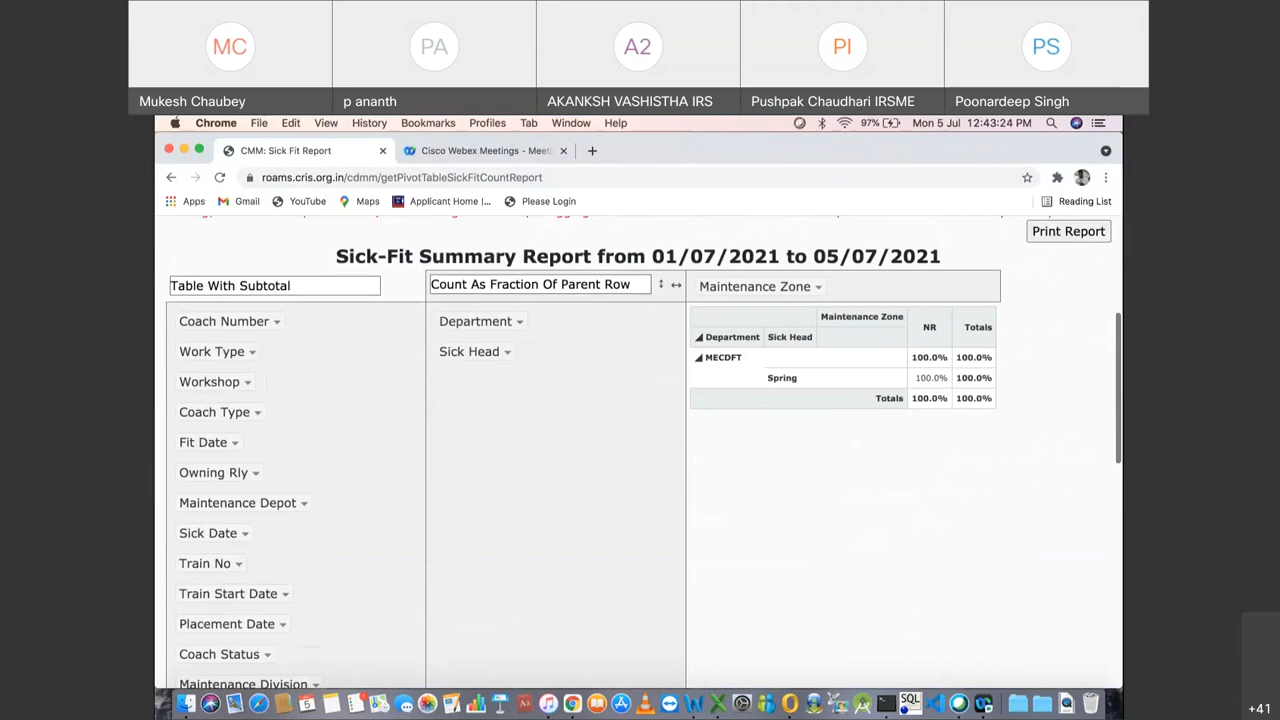 MC
PA
A2
PI
PS
Mukesh Chaubey
p ananth
AKANKSH VASHISTHA IRS
Pushpak Chaudhari IRSME
Poonardeep Singh
Chrome File Edit View History Bookmarks Profiles Tab Window Help
97% Mon 5 Jul 12:43:24 PM
CMM: Sick Fit Report
Cisco Webex Meetings - Meeti
roams.cris.org.in/cdmm/getPivotTableSickFitCountReport
Apps Gmail YouTube Maps Applicant Home |... Please Login Reading List
Print Report
Sick-Fit Summary Report from 01/07/2021 to 05/07/2021
Table With Subtotal
Count As Fraction Of Parent Row
Maintenance Zone
Coach Number
Work Type
Workshop
Coach Type
Fit Date
Owning Rly
Maintenance Depot
Sick Date
Train No
Train Start Date
Placement Date
Coach Status
Maintenance Division
Department
Sick Head
Maintenance Zone NR Totals
Department Sick Head
MECDFT 100.0% 100.0%
Spring 100.0% 100.0%
Totals 100.0% 100.0%
SQL
+41